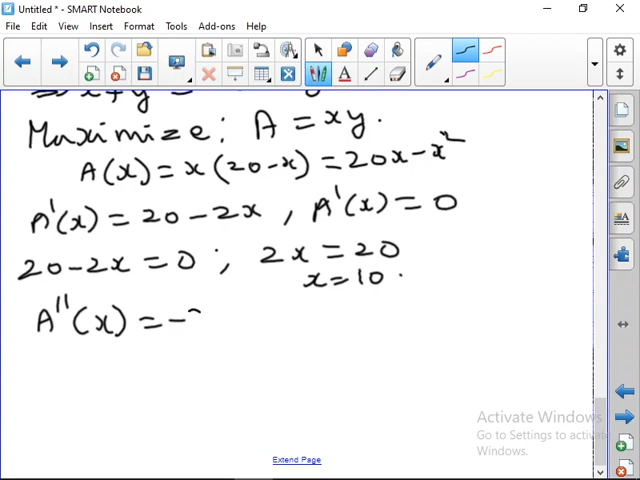 Untitled * - SMART Notebook
File Edit View Insert Format Tools Add-ons Help
x + y =
Maximize: A = xy.
A(x) = x(20-x) = 20x - x²
A'(x) = 20 - 2x , A'(x) = 0
20 - 2x = 0 ; 2x = 20
x = 10 .
A''(x) = -
Activate Windows
Go to Settings to activate
Windows.
Extend Page